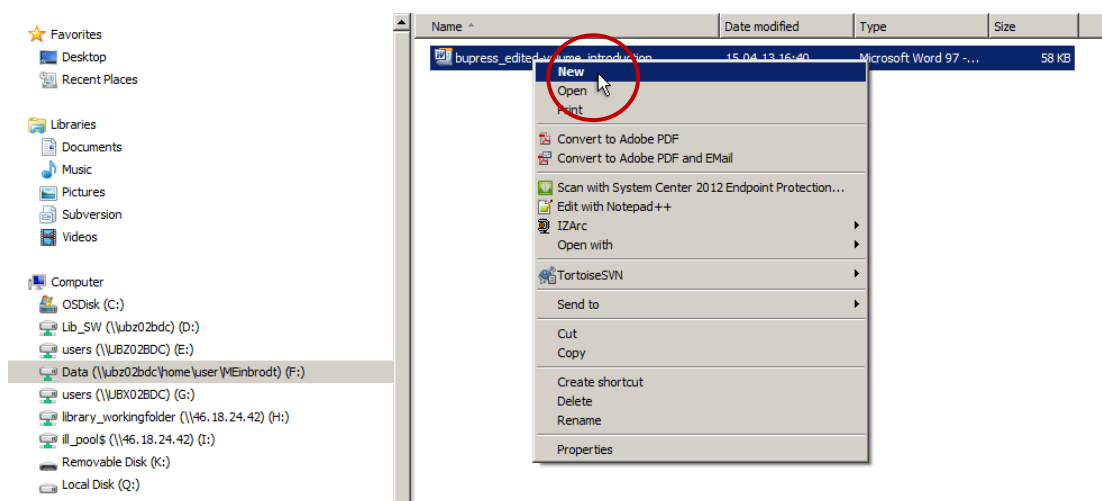 Favorites
Desktop
Recent Places
Libraries
Documents
Music
Pictures
Subversion
Videos
Computer
OSDisk (C:)
Lib_SW (\\ubz02bdc) (D:)
users (\\UBZ02BDC) (E:)
Data (\\ubz02bdc\home\user\MEinbrodt) (F:)
users (\\UBX02BDC) (G:)
library_workingfolder (\\46.18.24.42) (H:)
ill_pool$ (\\46.18.24.42) (I:)
Removable Disk (K:)
Local Disk (Q:)
Name Date modified Type Size
bupress_edited-volume_introduction 15.04.13 16:40 Microsoft Word 97 -... 58 KB
New
Open
Print
Convert to Adobe PDF
Convert to Adobe PDF and EMail
Scan with System Center 2012 Endpoint Protection...
Edit with Notepad++
IZArc
Open with
TortoiseSVN
Send to
Cut
Copy
Create shortcut
Delete
Rename
Properties